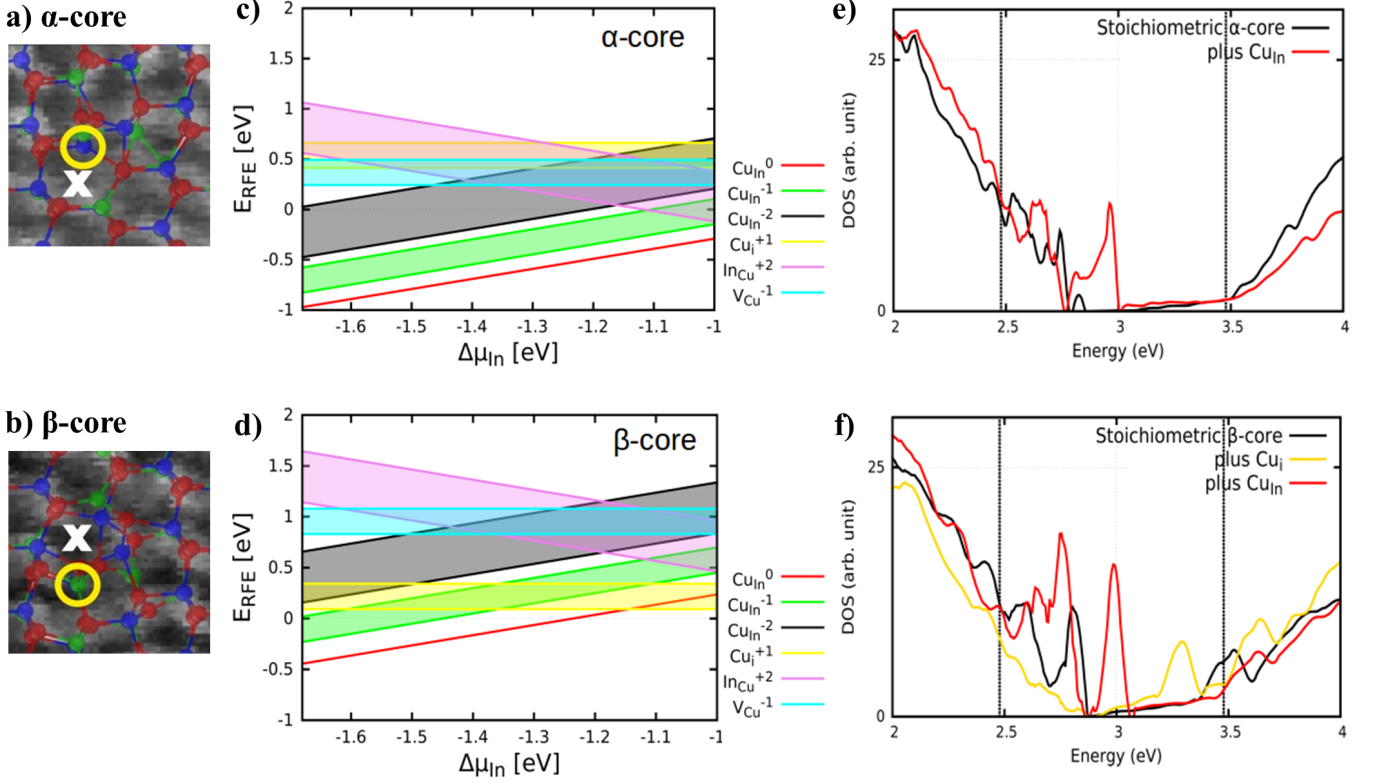 a) α-core
X
c)
α-core
E_RFE [eV]
2
1.5
1
0.5
0
-0.5
-1
-1.6
-1.5
-1.4
-1.3
-1.2
-1.1
-1
Δμ_In [eV]
Cu_In^0
Cu_In^-1
Cu_In^-2
Cu_i^+1
In_Cu^+2
V_Cu^-1
e)
Stoichiometric α-core
plus Cu_In
DOS (arb. unit)
25
0
2
2.5
3
3.5
4
Energy (eV)
b) β-core
X
d)
β-core
E_RFE [eV]
2
1.5
1
0.5
0
-0.5
-1
-1.6
-1.5
-1.4
-1.3
-1.2
-1.1
-1
Δμ_In [eV]
Cu_In^0
Cu_In^-1
Cu_In^-2
Cu_i^+1
In_Cu^+2
V_Cu^-1
f)
Stoichiometric β-core
plus Cu_i
plus Cu_In
DOS (arb. unit)
25
0
2
2.5
3
3.5
4
Energy (eV)